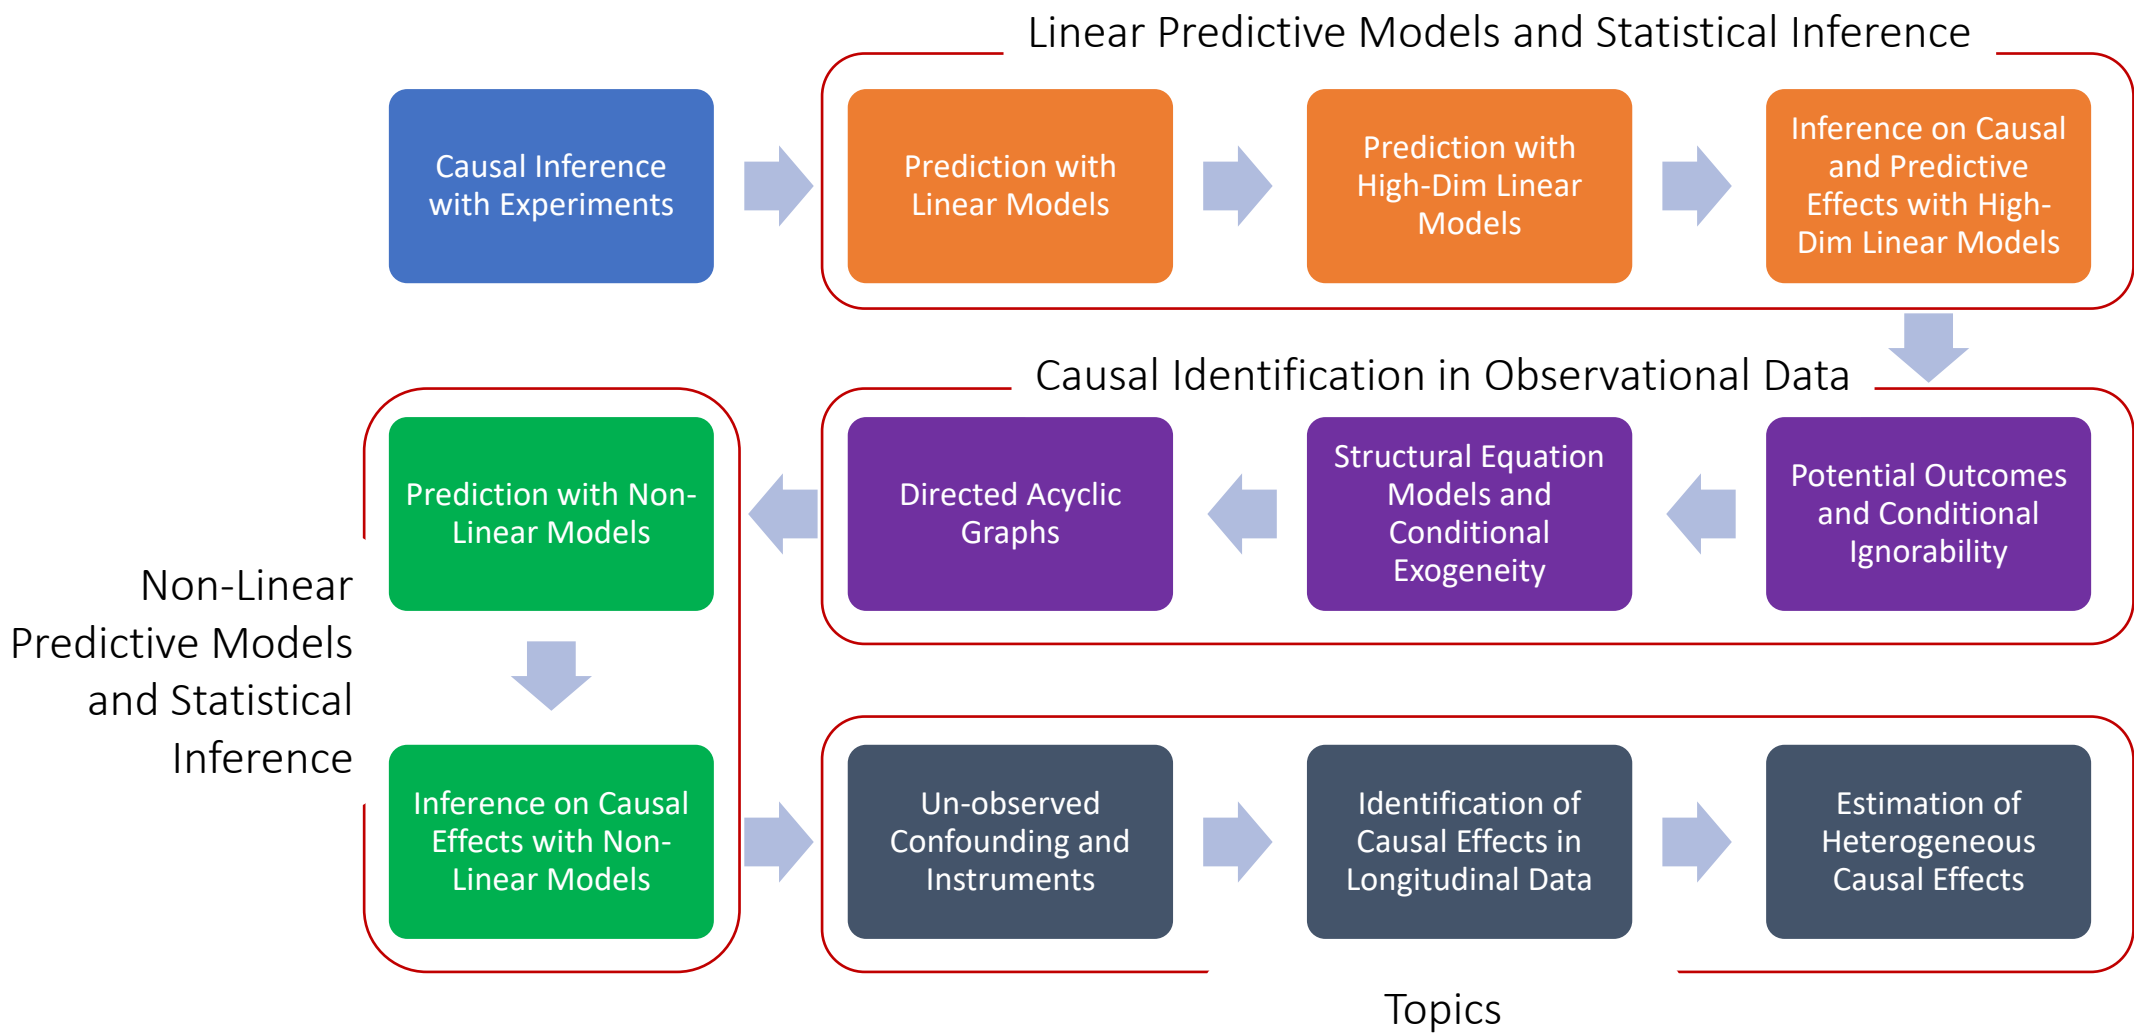 Linear Predictive Models and Statistical Inference
Causal Inference
with Experiments
Prediction with
Linear Models
Prediction with
High-Dim Linear
Models
Inference on Causal
and Predictive
Effects with High-
Dim Linear Models
Causal Identification in Observational Data
Potential Outcomes
and Conditional
Ignorability
Structural Equation
Models and
Conditional
Exogeneity
Directed Acyclic
Graphs
Non-Linear
Predictive Models
and Statistical
Inference
Prediction with Non-
Linear Models
Inference on Causal
Effects with Non-
Linear Models
Un-observed
Confounding and
Instruments
Identification of
Causal Effects in
Longitudinal Data
Estimation of
Heterogeneous
Causal Effects
Topics